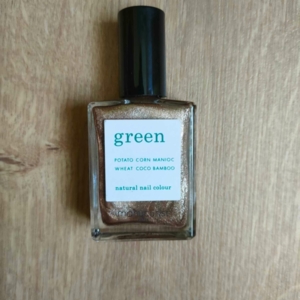 green
POTATO CORN MANIOC
WHEAT COCO BAMBOO
natural nail colour